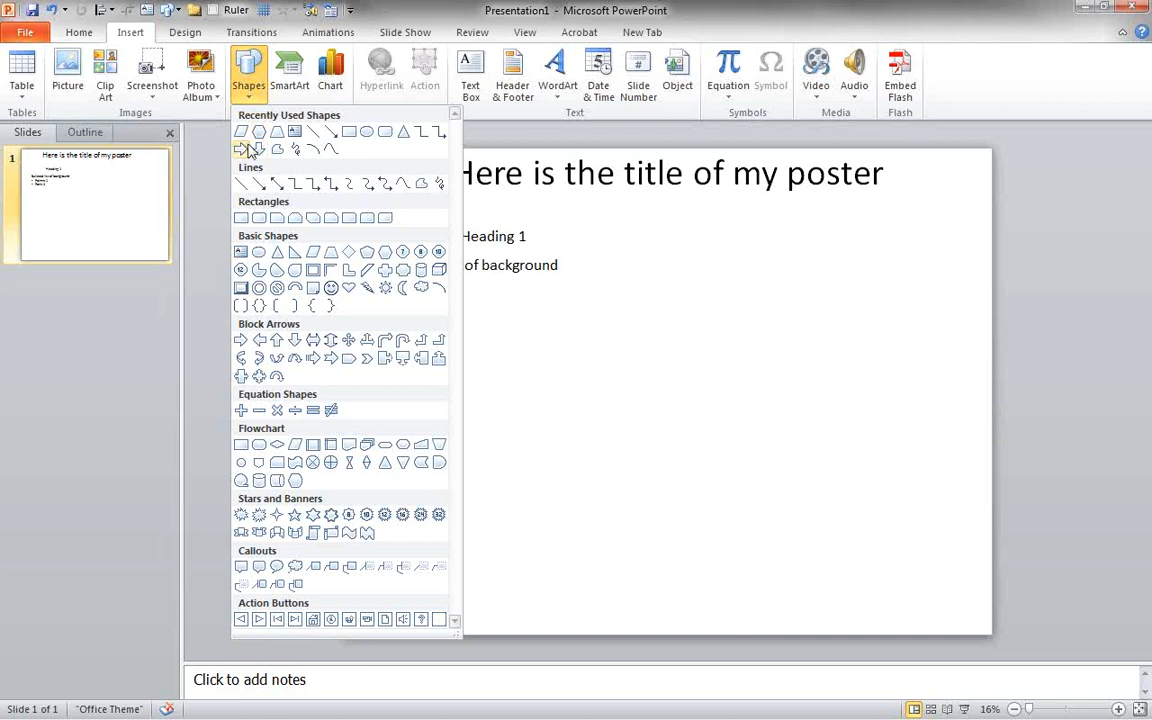 Ruler
Presentation1 - Microsoft PowerPoint
File Home Insert Design Transitions Animations Slide Show Review View Acrobat New Tab
Table Picture Clip Art Screenshot Photo Album Shapes SmartArt Chart Hyperlink Action Text Box Header & Footer WordArt Date & Time Slide Number Object Equation Symbol Video Audio Embed Flash
Tables Images Text Symbols Media Flash
Slides Outline
1
Here is the title of my poster
Heading 1
Recently Used Shapes
Lines
Rectangles
Basic Shapes
Block Arrows
Equation Shapes
Flowchart
Stars and Banners
Callouts
Action Buttons
Here is the title of my poster
Heading 1
of background
Click to add notes
Slide 1 of 1 "Office Theme" 16%